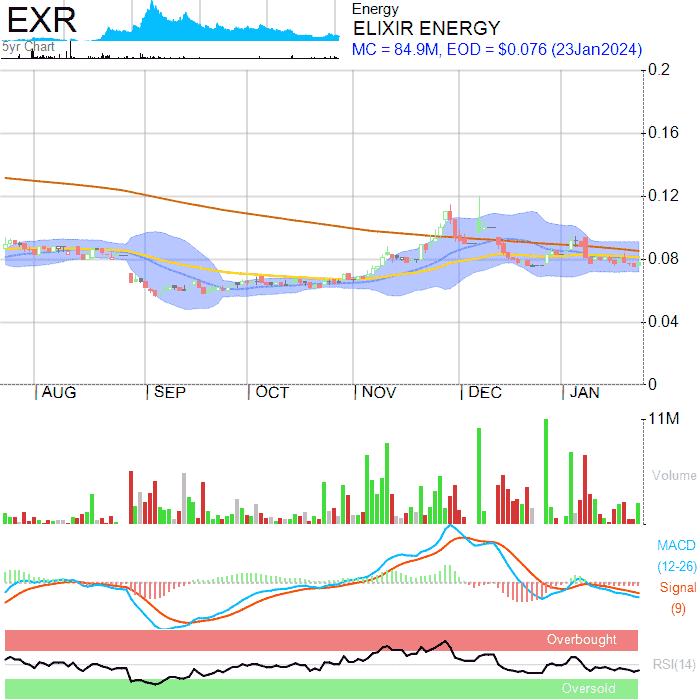 EXR
5yr Chart
Energy
ELIXIR ENERGY
MC = 84.9M, EOD = $0.076 (23Jan2024)
0.2
0.16
0.12
0.08
0.04
0
AUG SEP OCT NOV DEC JAN
11M
Volume
MACD
(12-26)
Signal
(9)
Overbought
RSI(14)
Oversold